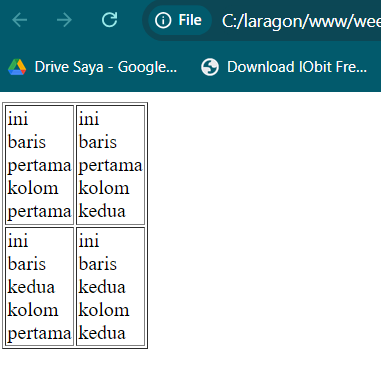 File C:/laragon/www/wee
Drive Saya - Google... Download IObit Fre...
ini
baris
pertama
kolom
pertama
ini
baris
pertama
kolom
kedua
ini
baris
kedua
kolom
pertama
ini
baris
kedua
kolom
kedua